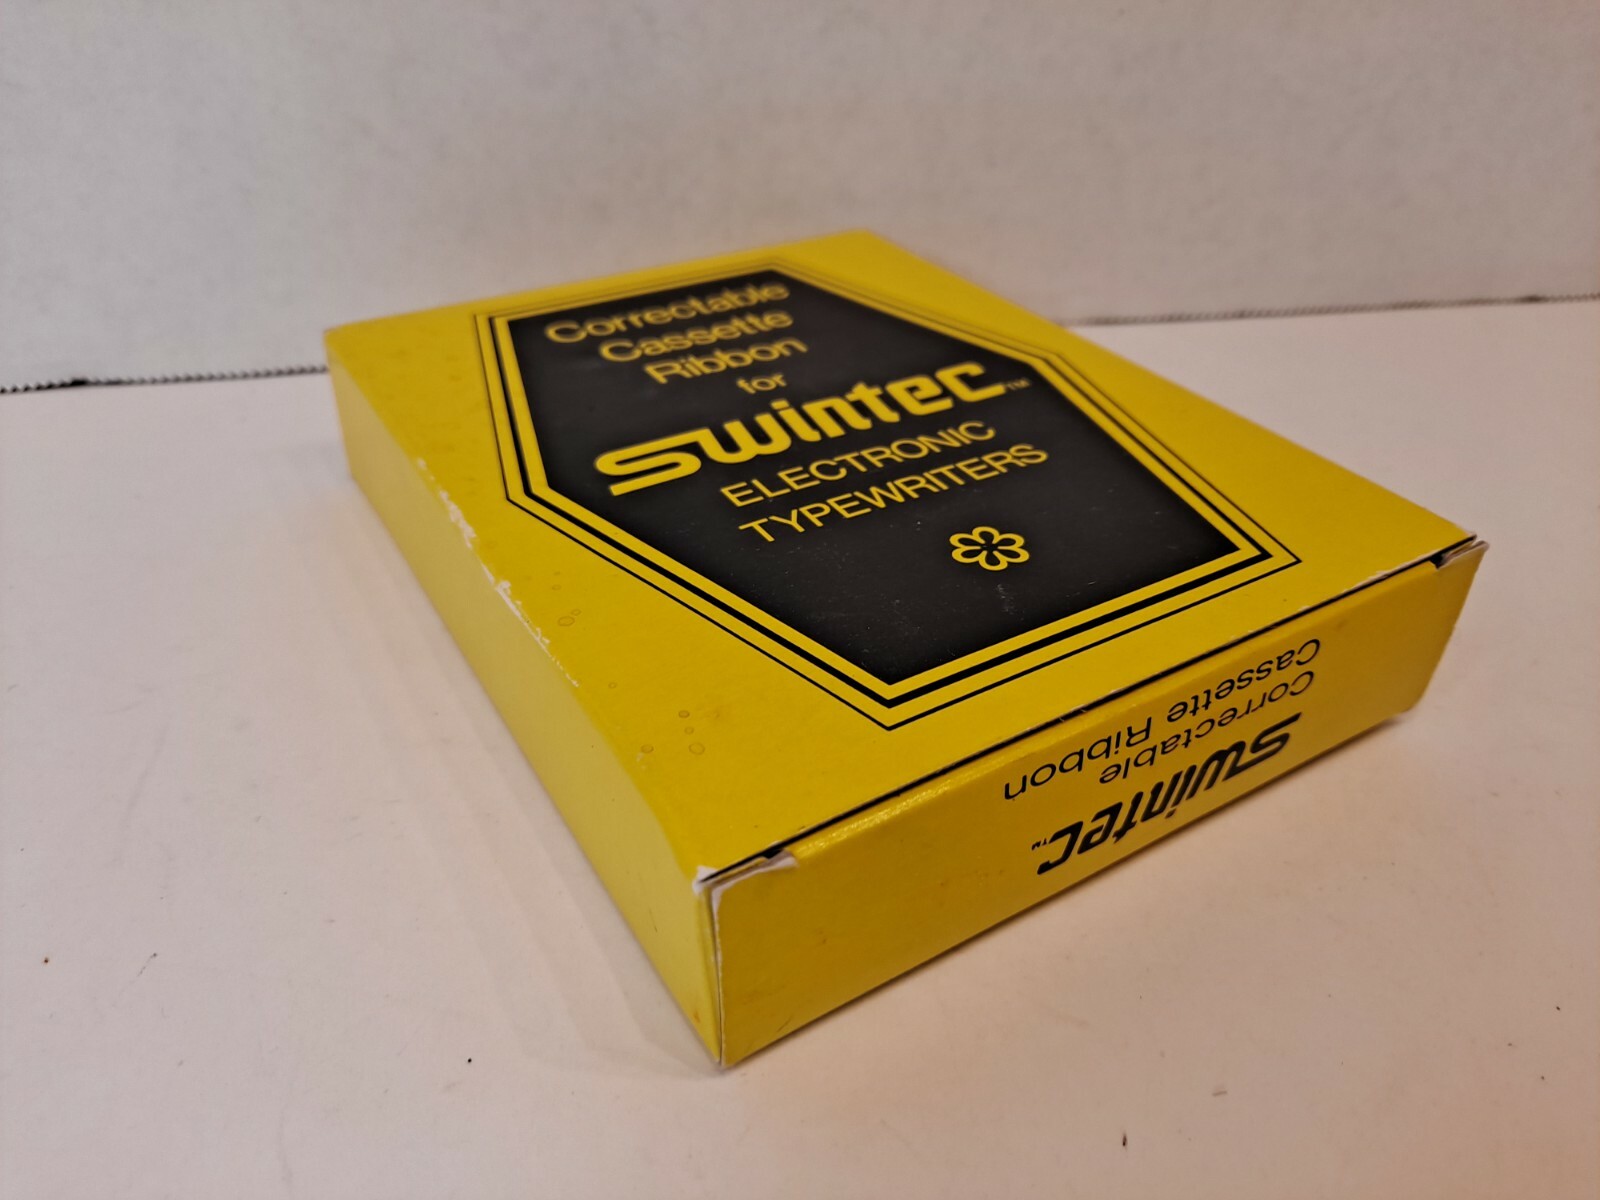 Correctable
Cassette
Ribbon
for
swintec™
ELECTRONIC
TYPEWRITERS
swintec™
Correctable
Cassette Ribbon